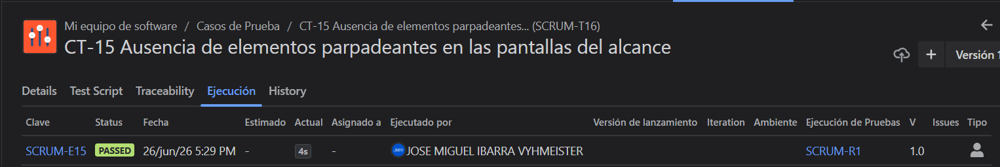 Mi equipo de software / Casos de Prueba / CT-15 Ausencia de elementos parpadeantes... (SCRUM-T16)
CT-15 Ausencia de elementos parpadeantes en las pantallas del alcance
+ Versión 1
Details Test Script Traceability Ejecución History
Clave Status Fecha Estimado Actual Asignado a Ejecutado por Versión de lanzamiento Iteration Ambiente Ejecución de Pruebas V Issues Tipo
SCRUM-E15 PASSED 26/jun/26 5:29 PM - 4s - JMIV JOSE MIGUEL IBARRA VYHMEISTER SCRUM-R1 1.0